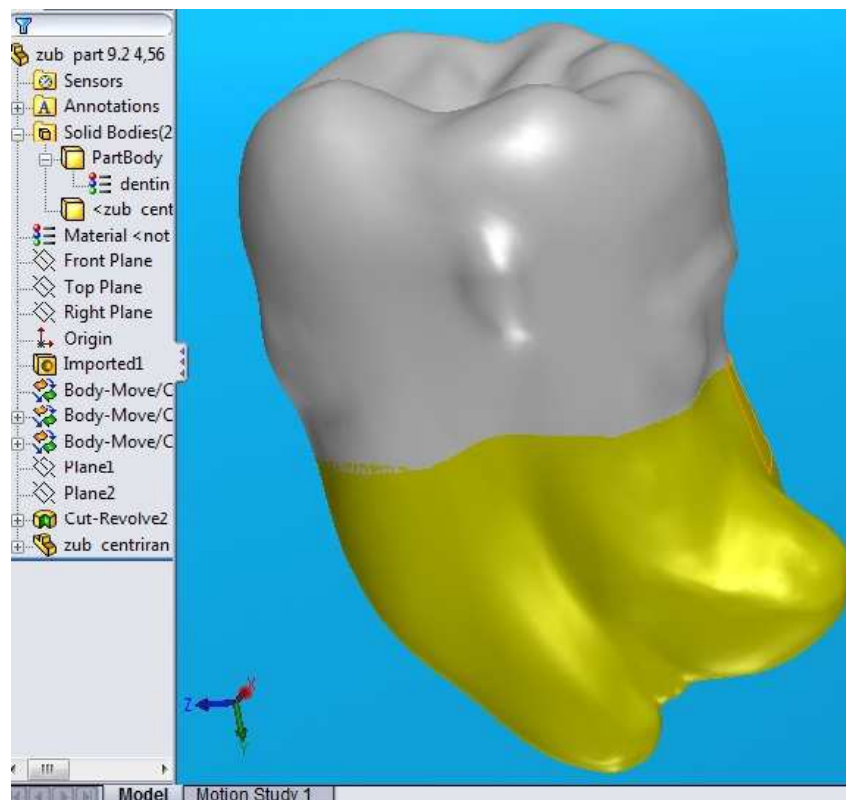 zub part 9.2 4,56
Sensors
A Annotations
Solid Bodies(2
PartBody
dentin
<zub cent
Material <not
Front Plane
Top Plane
Right Plane
Origin
Imported1
Body-Move/C
Body-Move/C
Body-Move/C
Plane1
Plane2
Cut-Revolve2
zub centriran
X
Z
Y
Model Motion Study 1